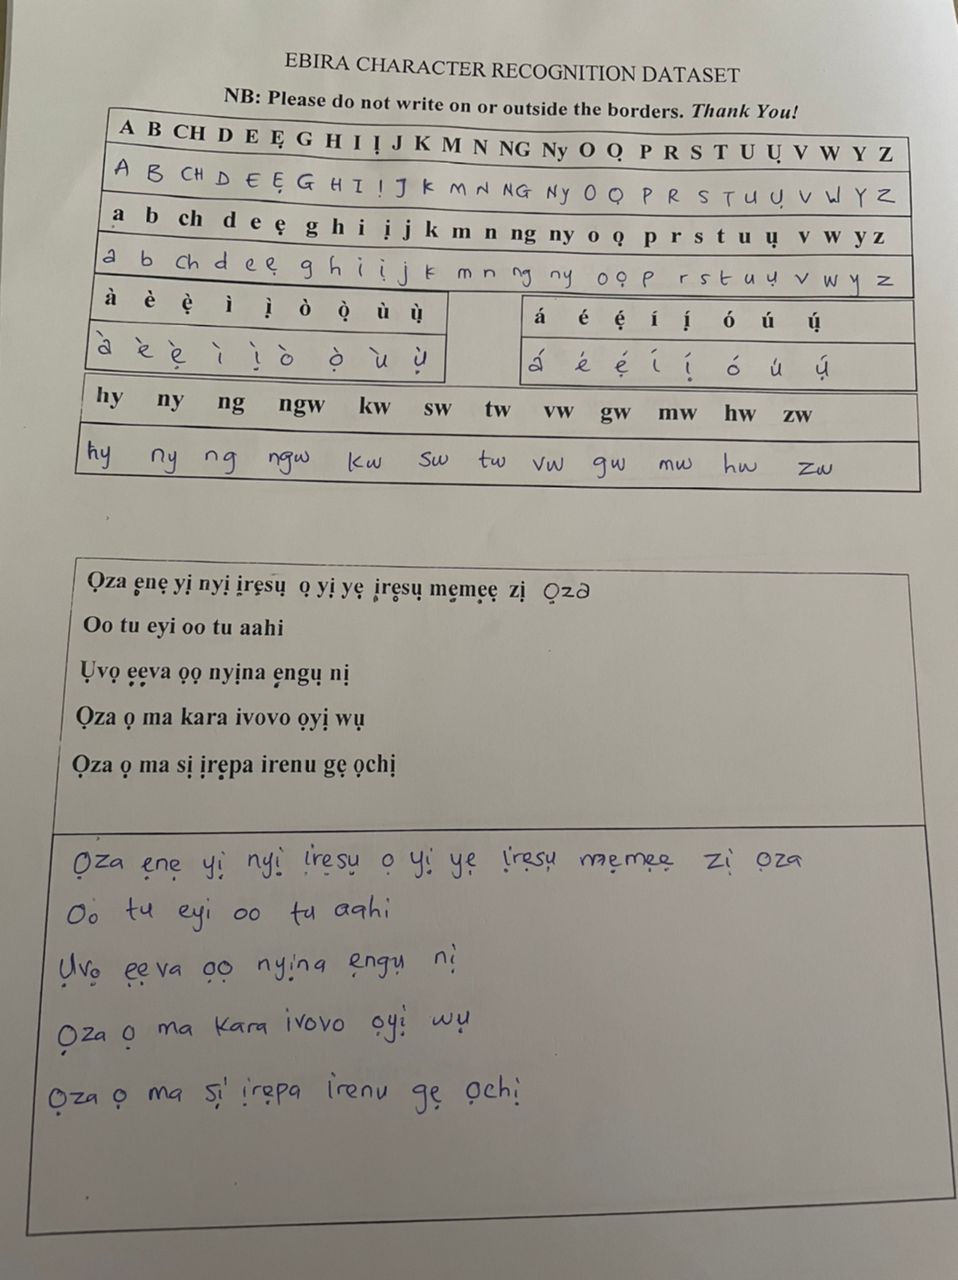 EBIRA CHARACTER RECOGNITION DATASET
NB: Please do not write on or outside the borders. Thank You!
A B CH D E Ẹ G H I Ị J K M N NG Ny O Ọ P R S T U Ụ V W Y Z
A B CH D E Ẹ G H I Ị J K M N NG Ny O Ọ P R S T U Ụ V W Y Z
a b ch d e ẹ g h i ị j k m n ng ny o ọ p r s t u ụ v w y z
a b ch d e ẹ g h i ị j k m n ng ny o ọ p r s t u ụ v w y z
à è ẹ̀ ì ị̀ ò ọ̀ ù ụ̀
á é ẹ́ í ị́ ó ú ụ́
à è ẹ̀ ì ị̀ ò ọ̀ ù ụ̀
á é ẹ́ í ị́ ó ú ụ́
hy ny ng ngw kw sw tw vw gw mw hw zw
hy ny ng ngw kw sw tw vw gw mw hw zw
Ọza ẹnẹ yị nyị ịrẹsụ ọ yị yẹ ịrẹsụ mẹmẹẹ zị Ọza
Oo tu eyi oo tu aahi
Ụvọ ẹẹva ọọ nyịna ẹngụ nị
Ọza ọ ma kara ivovo ọyị wụ
Ọza ọ ma sị ịrẹpa irenu gẹ ọchị
Ọza ẹnẹ yị nyị ịrẹsụ ọ yị yẹ ịrẹsụ mẹmẹẹ zị ọza
Oo tu eyi oo tu aahi
Ụvọ ẹẹva ọọ nyịna ẹngụ nị
Ọza ọ ma kara ivovo ọyị wụ
Ọza ọ ma sị ịrẹpa irenu gẹ ọchị